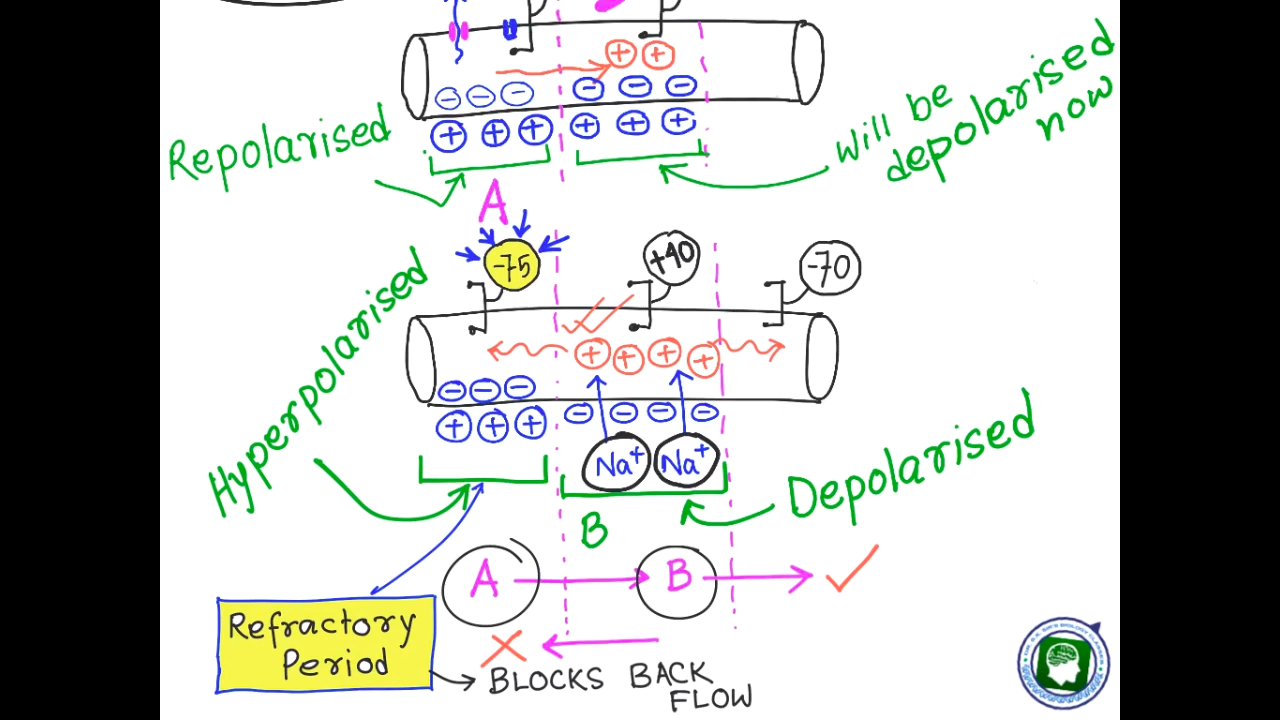 Repolarised
will be
depolarised
now
A
-75
+40
-70
Hyperpolarised
Na+ Na+
Depolarised
B
A B
Refractory
Period
BLOCKS BACK
FLOW